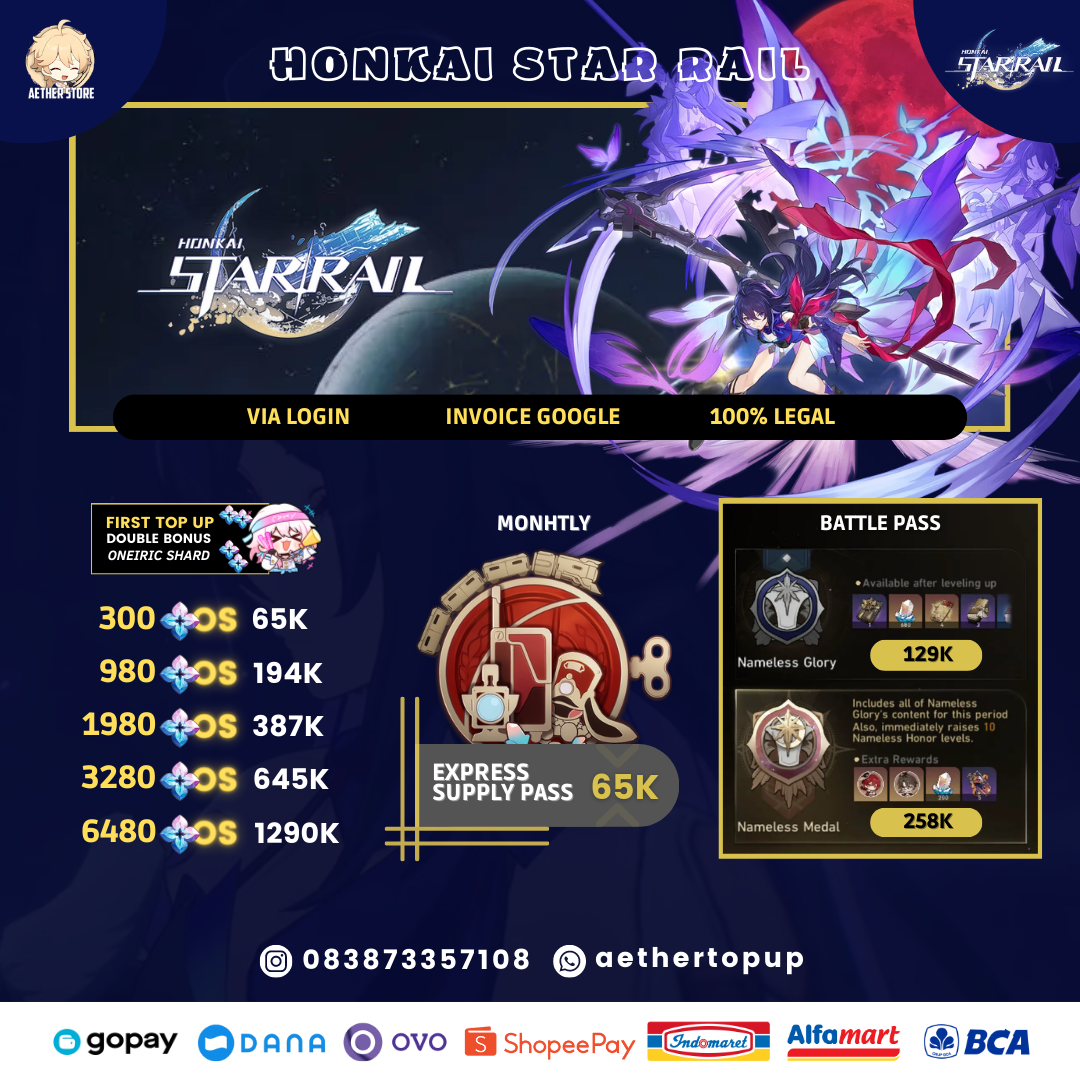 AETHER STORE
HONKAI STAR RAIL
HONKAI
STAR RAIL
HONKAI
STAR RAIL
VIA LOGIN INVOICE GOOGLE 100% LEGAL
FIRST TOP UP
DOUBLE BONUS
ONEIRIC SHARD
300 OS 65K
980 OS 194K
1980 OS 387K
3280 OS 645K
6480 OS 1290K
MONHTLY
EXPRESS
SUPPLY PASS 65K
BATTLE PASS
Available after leveling up
Nameless Glory
129K
Includes all of Nameless
Glory's content for this period
Also, immediately raises 10
Nameless Honor levels.
Extra Rewards
200
Nameless Medal
258K
083873357108 aethertopup
gopay DANA OVO ShopeePay Indomaret Alfamart BCA